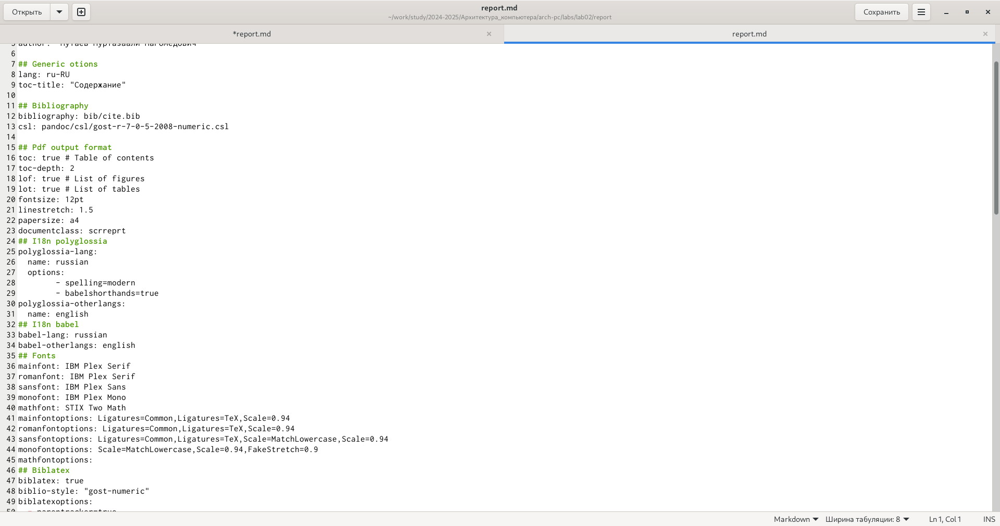 Открыть
report.md
~/work/study/2024-2025/Архитектура_компьютера/arch-pc/labs/lab02/report
Сохранить
*report.md
report.md
5 author:
6
7 ## Generic otions
8 lang: ru-RU
9 toc-title: "Содержание"
10
11 ## Bibliography
12 bibliography: bib/cite.bib
13 csl: pandoc/csl/gost-r-7-0-5-2008-numeric.csl
14
15 ## Pdf output format
16 toc: true # Table of contents
17 toc-depth: 2
18 lof: true # List of figures
19 lot: true # List of tables
20 fontsize: 12pt
21 linestretch: 1.5
22 papersize: a4
23 documentclass: scrreprt
24 ## I18n polyglossia
25 polyglossia-lang:
26   name: russian
27   options:
28         - spelling=modern
29         - babelshorthands=true
30 polyglossia-otherlangs:
31   name: english
32 ## I18n babel
33 babel-lang: russian
34 babel-otherlangs: english
35 ## Fonts
36 mainfont: IBM Plex Serif
37 romanfont: IBM Plex Serif
38 sansfont: IBM Plex Sans
39 monofont: IBM Plex Mono
40 mathfont: STIX Two Math
41 mainfontoptions: Ligatures=Common,Ligatures=TeX,Scale=0.94
42 romanfontoptions: Ligatures=Common,Ligatures=TeX,Scale=0.94
43 sansfontoptions: Ligatures=Common,Ligatures=TeX,Scale=MatchLowercase,Scale=0.94
44 monofontoptions: Scale=MatchLowercase,Scale=0.94,FakeStretch=0.9
45 mathfontoptions:
46 ## Biblatex
47 biblatex: true
48 biblio-style: "gost-numeric"
49 biblatexoptions:
50   - parentracker=true
Markdown Ширина табуляции: 8 Ln 1, Col 1 INS